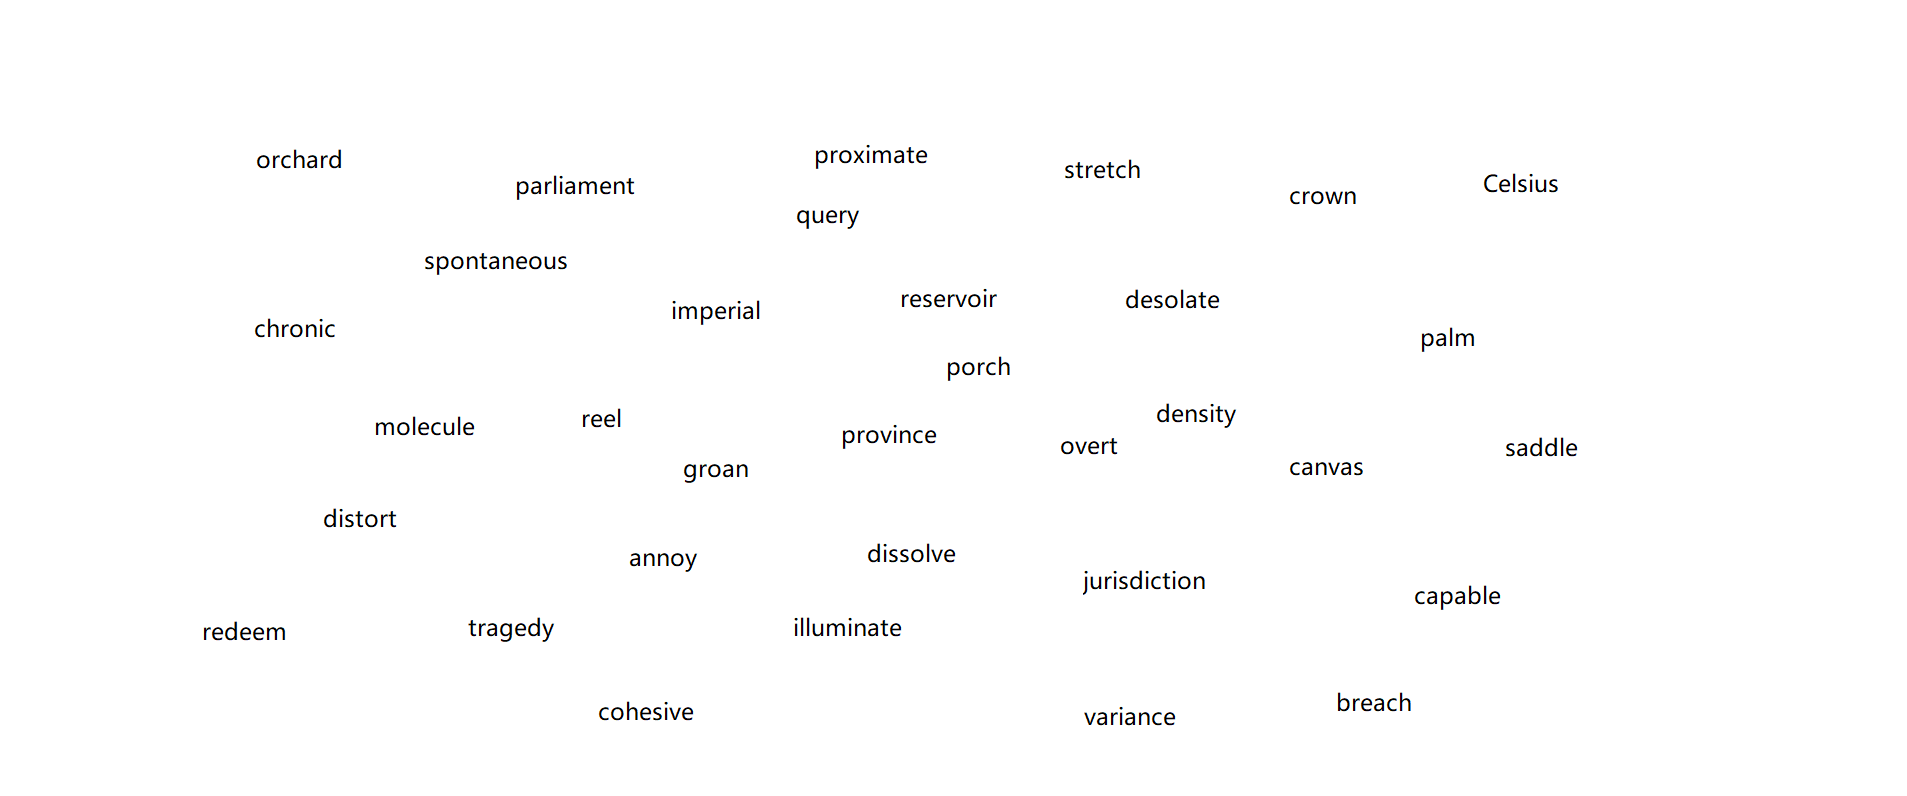 orchard
parliament
proximate
stretch
crown
Celsius
query
spontaneous
imperial
reservoir
desolate
chronic
palm
porch
molecule
reel
province
overt
density
canvas
saddle
groan
distort
annoy
dissolve
jurisdiction
capable
redeem
tragedy
illuminate
cohesive
variance
breach